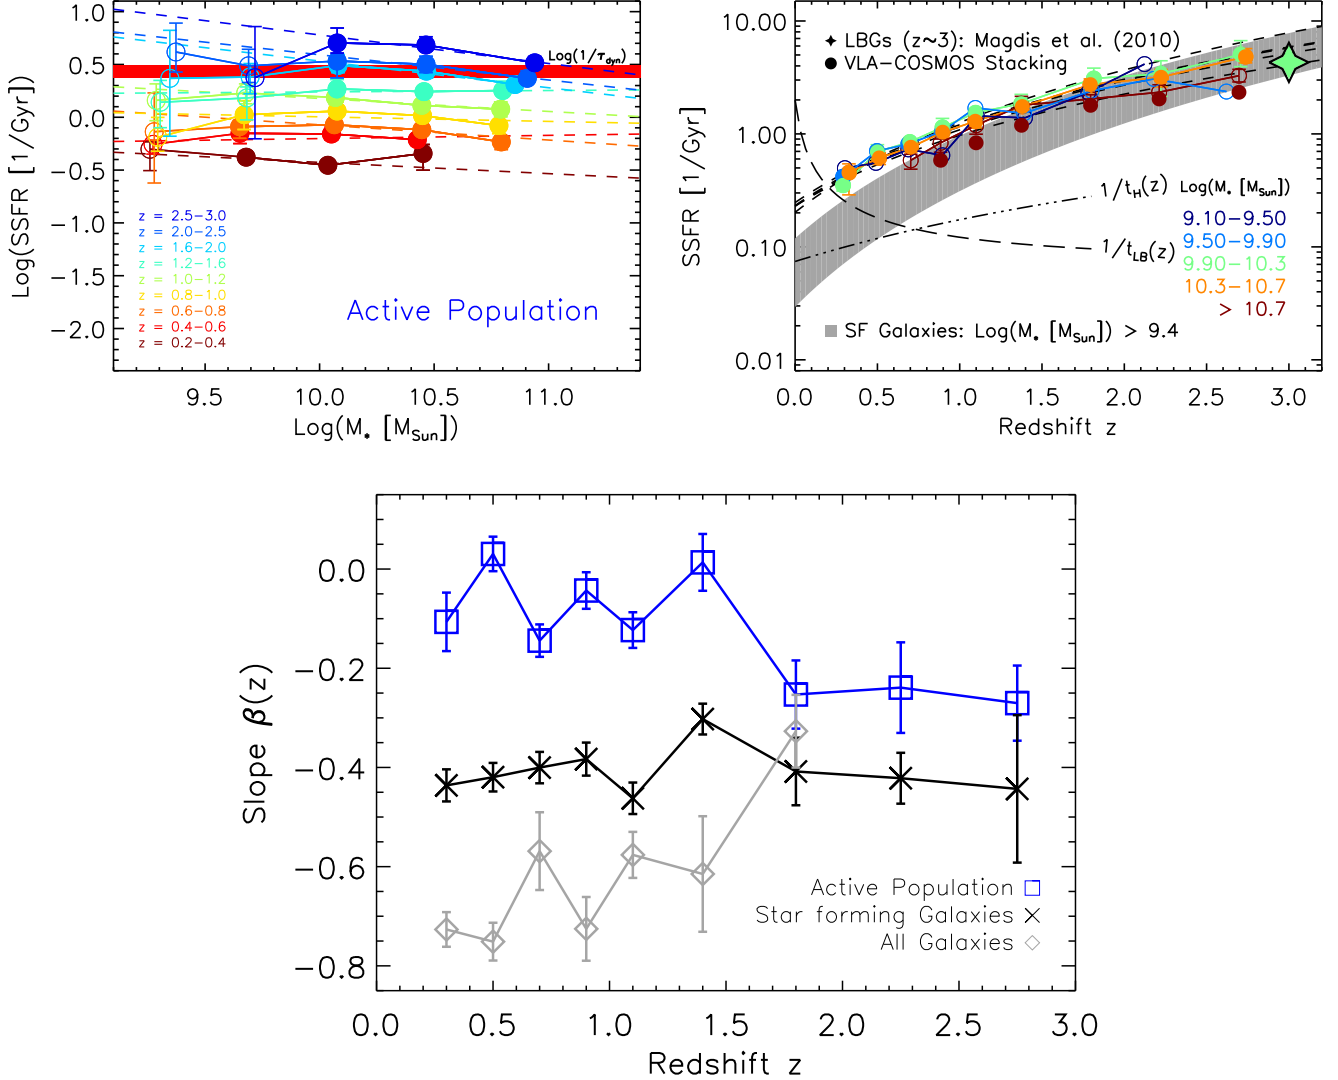 1.0
0.5
0.0
−0.5
−1.0
−1.5
−2.0
Log(SSFR [1/Gyr])
Log(1/τdyn)
z = 2.5−3.0
z = 2.0−2.5
z = 1.6−2.0
z = 1.2−1.6
z = 1.0−1.2
z = 0.8−1.0
z = 0.6−0.8
z = 0.4−0.6
z = 0.2−0.4
Active Population
9.5 10.0 10.5 11.0
Log(M* [MSun])
10.00
1.00
0.10
0.01
SSFR [1/Gyr]
LBGs (z~3): Magdis et al. (2010)
VLA−COSMOS Stacking
1/tH(z)
1/tLB(z)
Log(M* [MSun])
9.10−9.50
9.50−9.90
9.90−10.3
10.3−10.7
> 10.7
SF Galaxies: Log(M* [MSun]) > 9.4
0.0 0.5 1.0 1.5 2.0 2.5 3.0
Redshift z
0.0
−0.2
−0.4
−0.6
−0.8
Slope β(z)
Active Population
Star forming Galaxies
All Galaxies
0.0 0.5 1.0 1.5 2.0 2.5 3.0
Redshift z